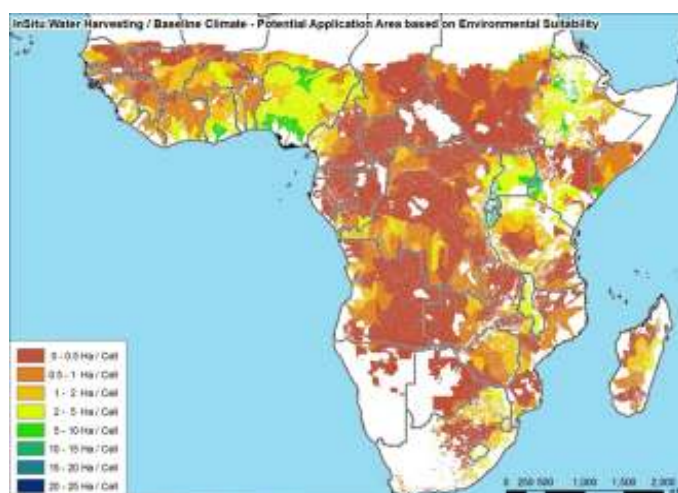 InSitu Water Harvesting / Baseline Climate - Potential Application Area based on Environmental Suitability
0 - 0.5 Ha / Cell
0.5 - 1 Ha / Cell
1 - 2 Ha / Cell
2 - 5 Ha / Cell
5 - 10 Ha / Cell
10 - 15 Ha / Cell
15 - 20 Ha / Cell
20 - 25 Ha / Cell
0 250 500 1,000 1,500 2,000